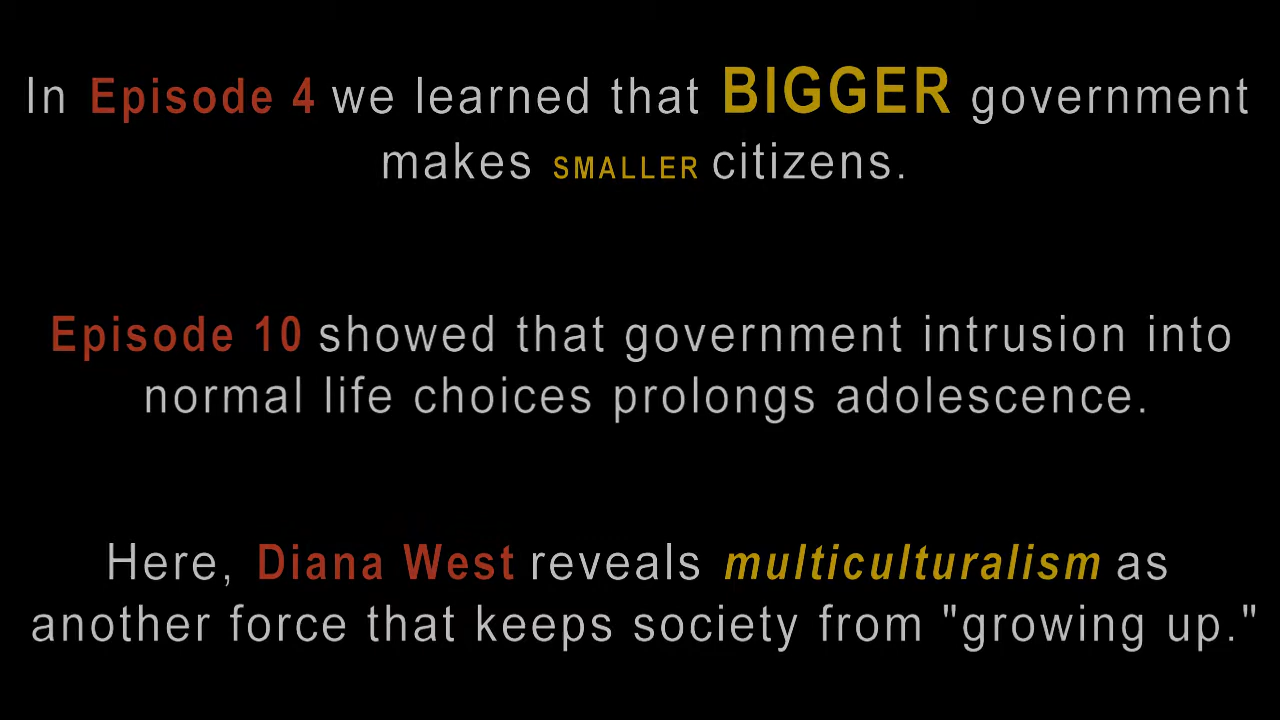 In Episode 4 we learned that BIGGER government
makes SMALLER citizens.
Episode 10 showed that government intrusion into
normal life choices prolongs adolescence.
Here, Diana West reveals multiculturalism as
another force that keeps society from "growing up."